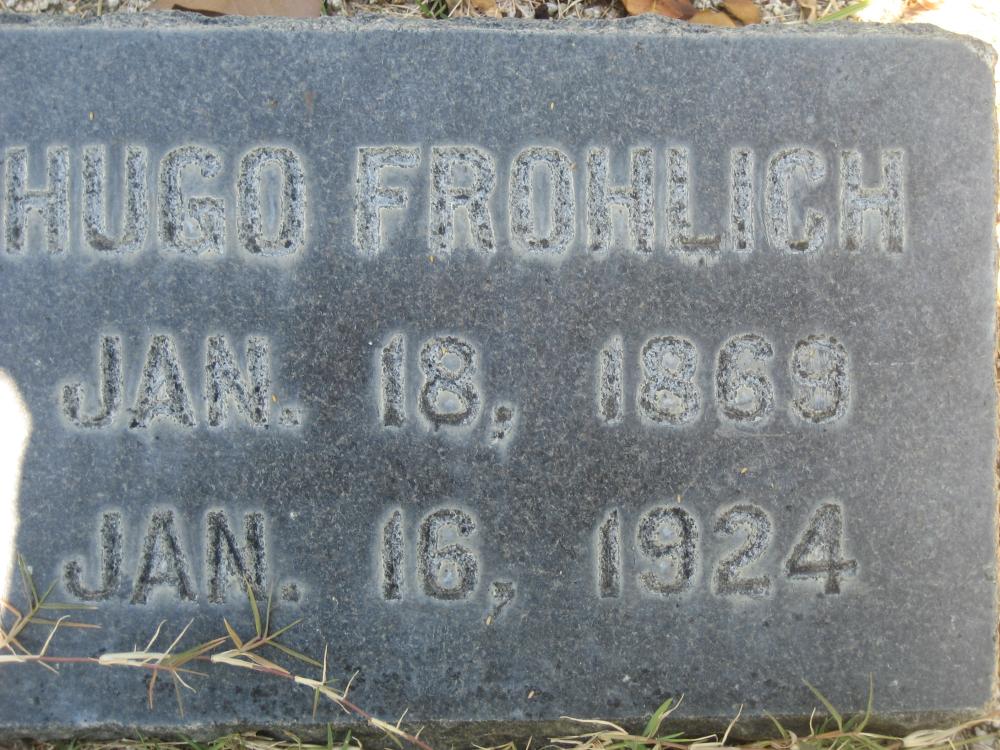 HUGO FROHLICH
JAN. 18, 1869
JAN. 16, 1924